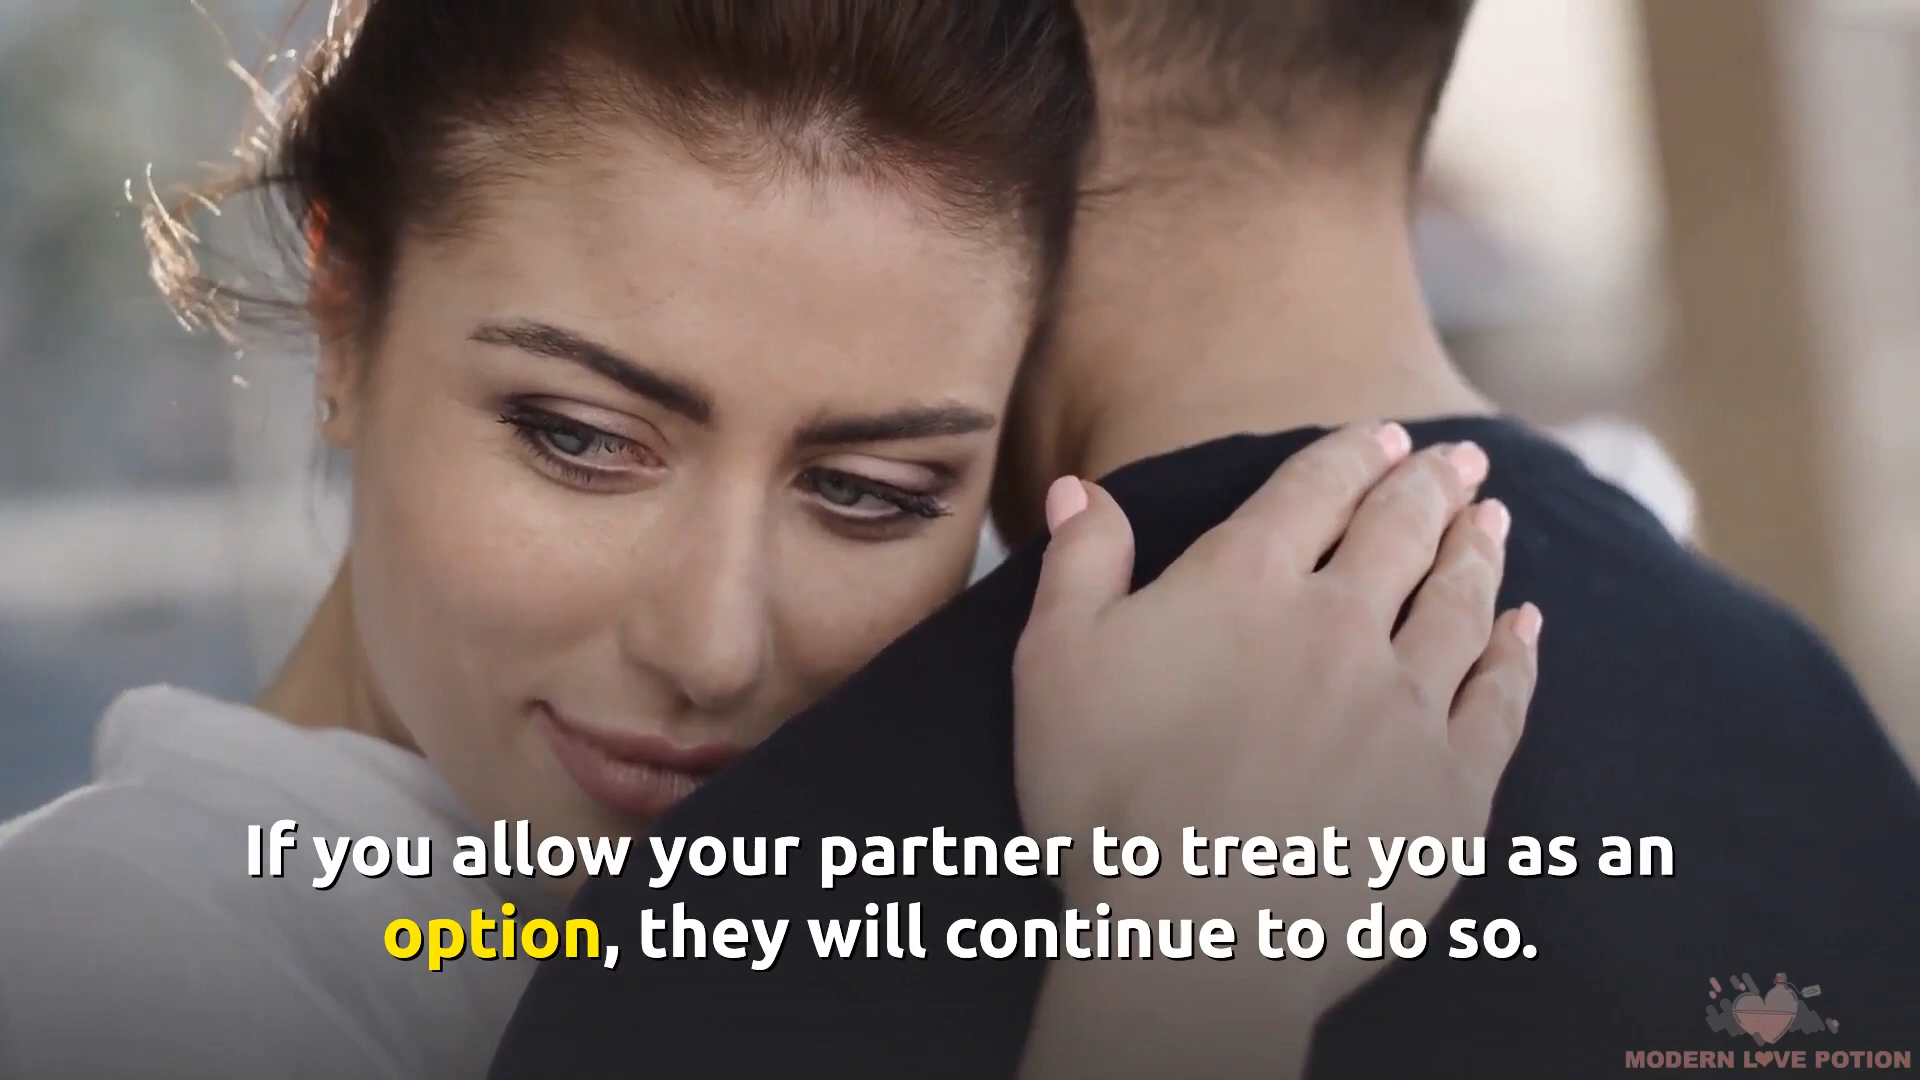 If you allow your partner to treat you as an
option, they will continue to do so.
MODERN LOVE POTION